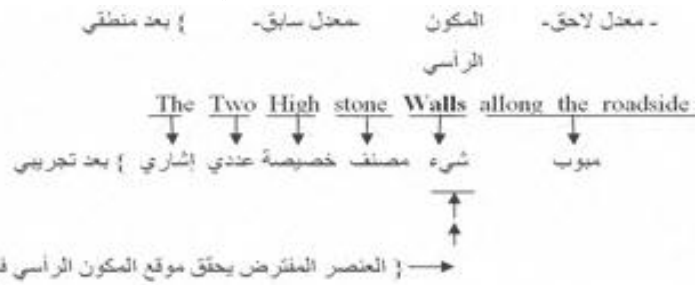 - معدل لاحق- المكون -معدل سابق- } بعد منطقي
الرأسي
The Two High stone Walls allong the roadside
مبوب شيء مصنف خصيصة عددي إشاري } بعد تجريبي
} العنصر المفترض يحقق موقع المكون الرأسي